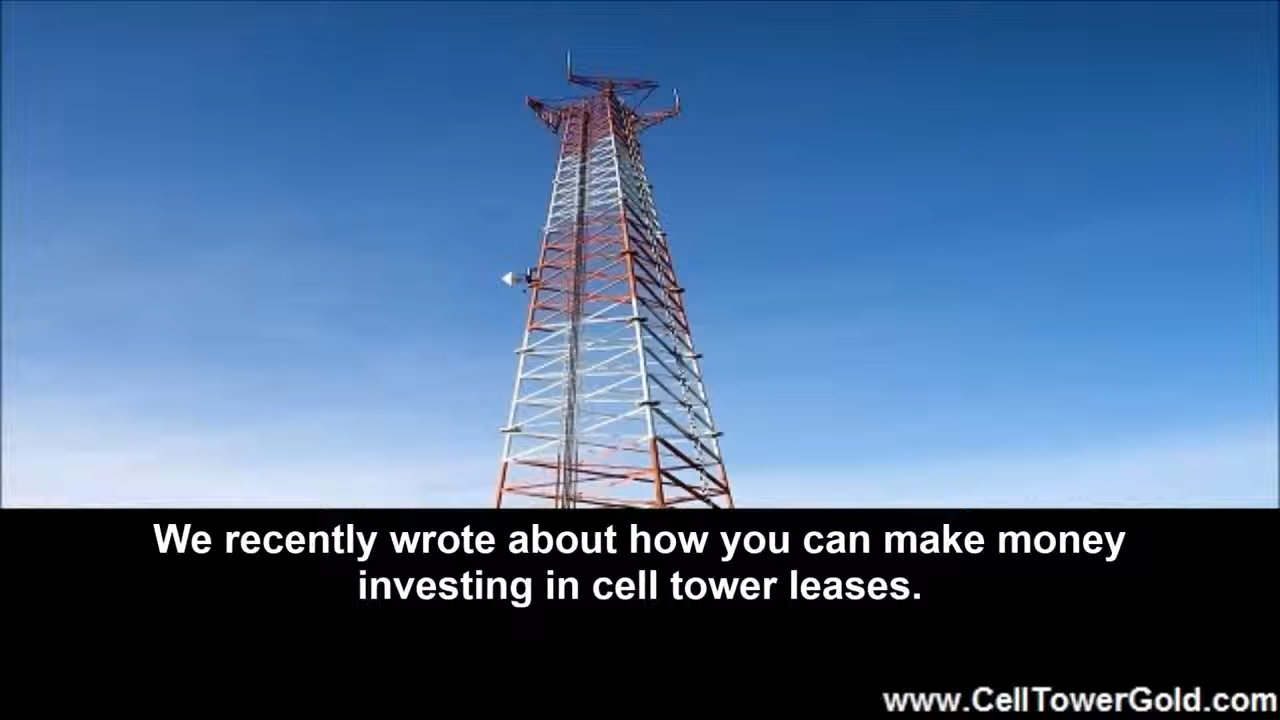 We recently wrote about how you can make money
investing in cell tower leases.
www.CellTowerGold.com